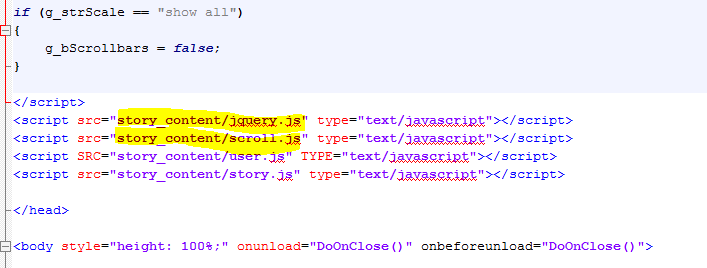 if (g_strScale == "show all")
{
g_bScrollbars = false;
}
</script>
<script src="story_content/jquery.js" type="text/javascript"></script>
<script src="story_content/scroll.js" type="text/javascript"></script>
<script SRC="story_content/user.js" TYPE="text/javascript"></script>
<script src="story_content/story.js" type="text/javascript"></script>
</head>
<body style="height: 100%;" onunload="DoOnClose()" onbeforeunload="DoOnClose()">